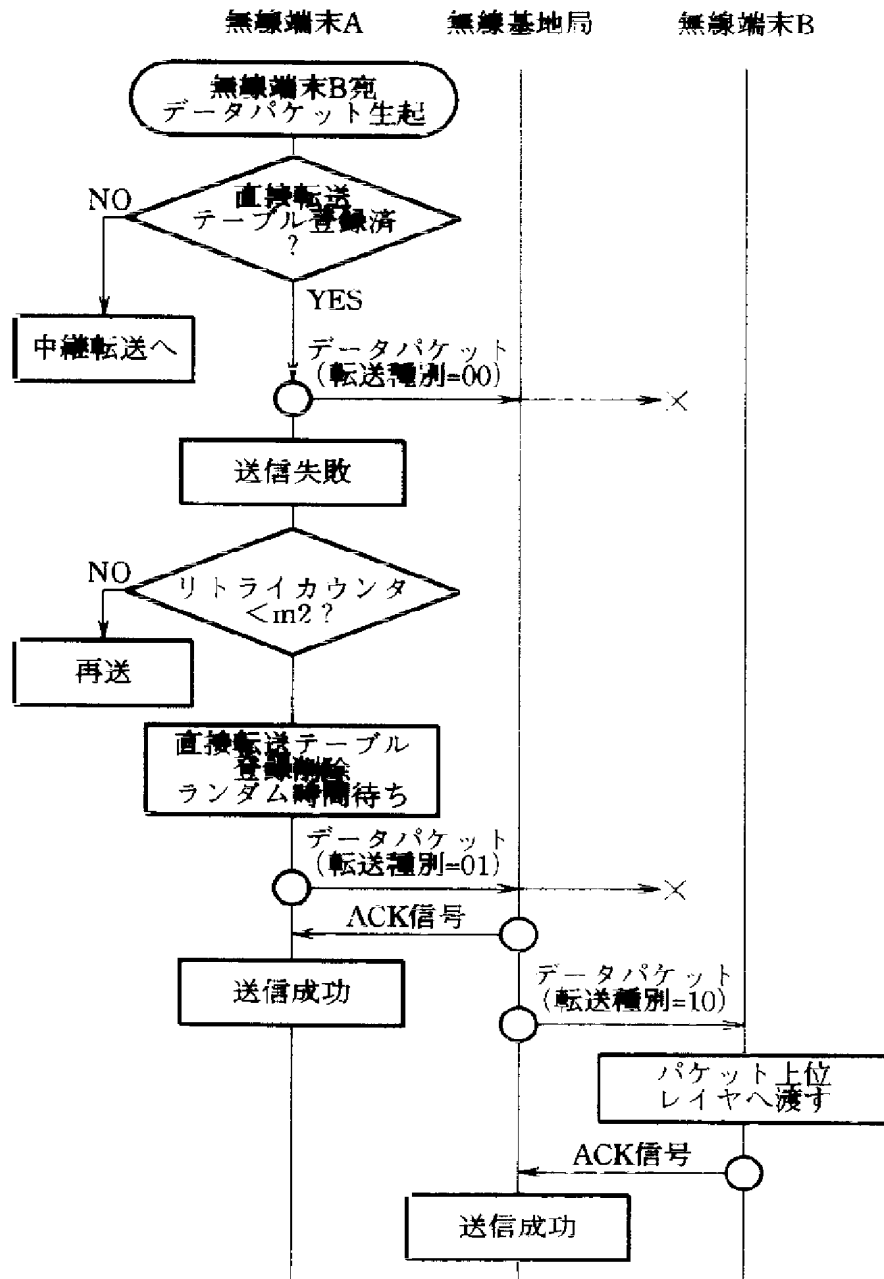 無線端末A
無線基地局
無線端末B
無線端末B宛
データパケット生起
直接転送
テーブル登録済
?
NO
YES
中継転送へ
データパケット
(転送種別=00)
×
送信失敗
リトライカウンタ
<m2?
NO
再送
直接転送テーブル
登録削除
ランダム時間待ち
データパケット
(転送種別=01)
×
ACK信号
送信成功
データパケット
(転送種別=10)
パケット上位
レイヤへ渡す
ACK信号
送信成功